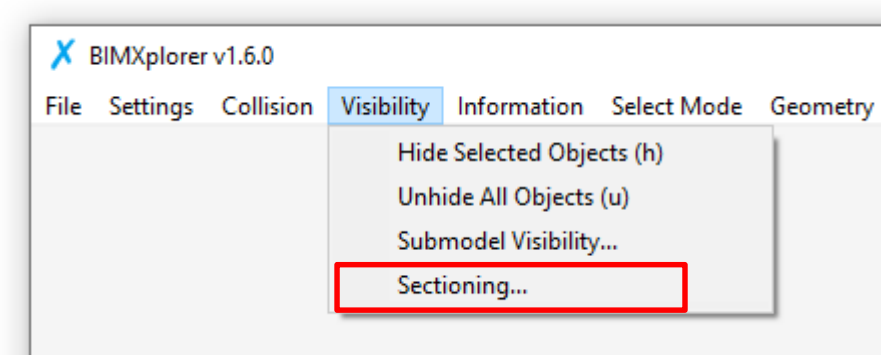 BIMXplorer v1.6.0
File Settings Collision Visibility Information Select Mode Geometry
Hide Selected Objects (h)
Unhide All Objects (u)
Submodel Visibility...
Sectioning...